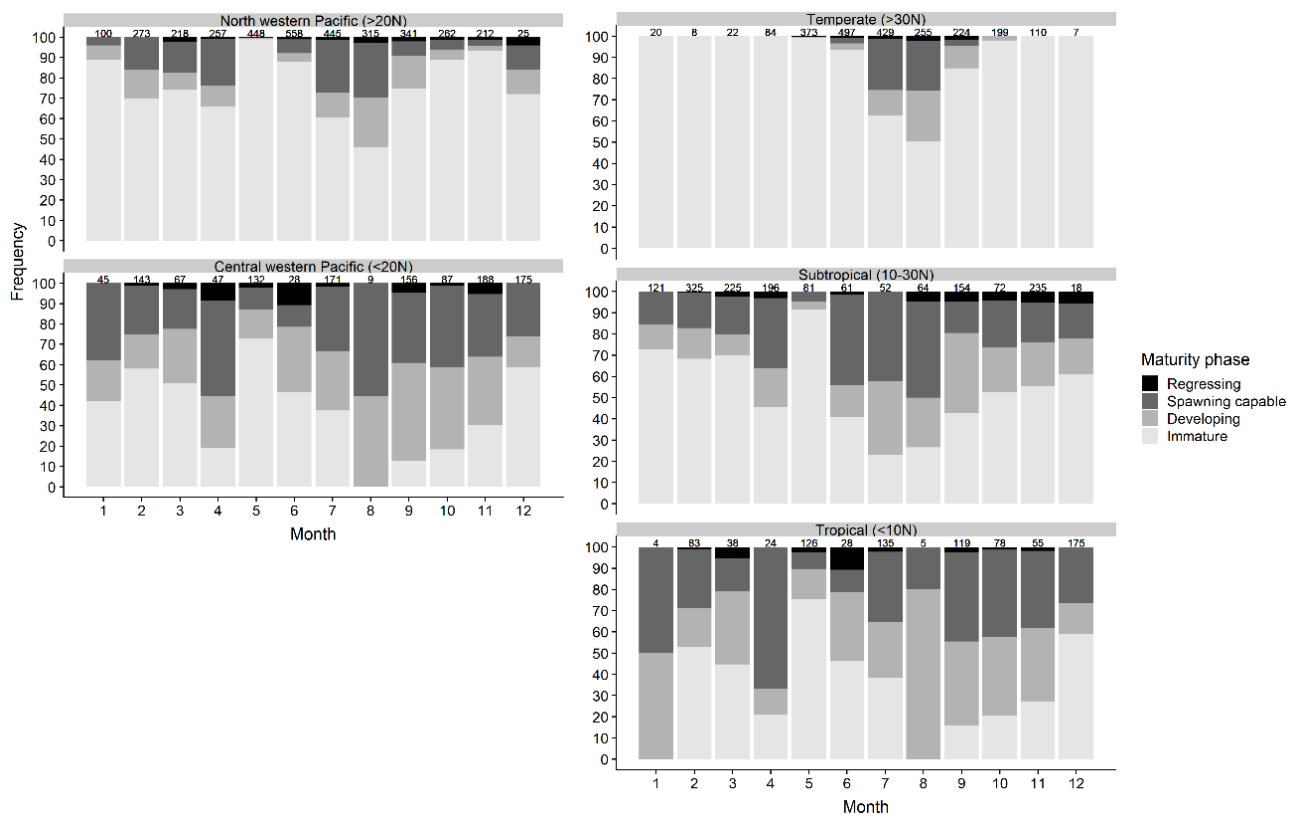 North western Pacific (>20N)
100 273 218 257 448 558 445 315 341 262 212 25
100
90
80
70
60
50
40
30
20
10
0
Central western Pacific (<20N)
45 143 67 47 132 28 171 9 156 87 188 175
100
90
80
70
60
50
40
30
20
10
0
1 2 3 4 5 6 7 8 9 10 11 12
Month
Frequency
Temperate (>30N)
20 8 22 84 373 497 429 255 224 199 110 7
100
90
80
70
60
50
40
30
20
10
0
Subtropical (10-30N)
121 325 225 196 81 61 52 64 154 72 235 18
100
90
80
70
60
50
40
30
20
10
0
Tropical (<10N)
4 83 38 24 126 28 135 5 119 78 55 175
100
90
80
70
60
50
40
30
20
10
0
1 2 3 4 5 6 7 8 9 10 11 12
Month
Maturity phase
Regressing
Spawning capable
Developing
Immature